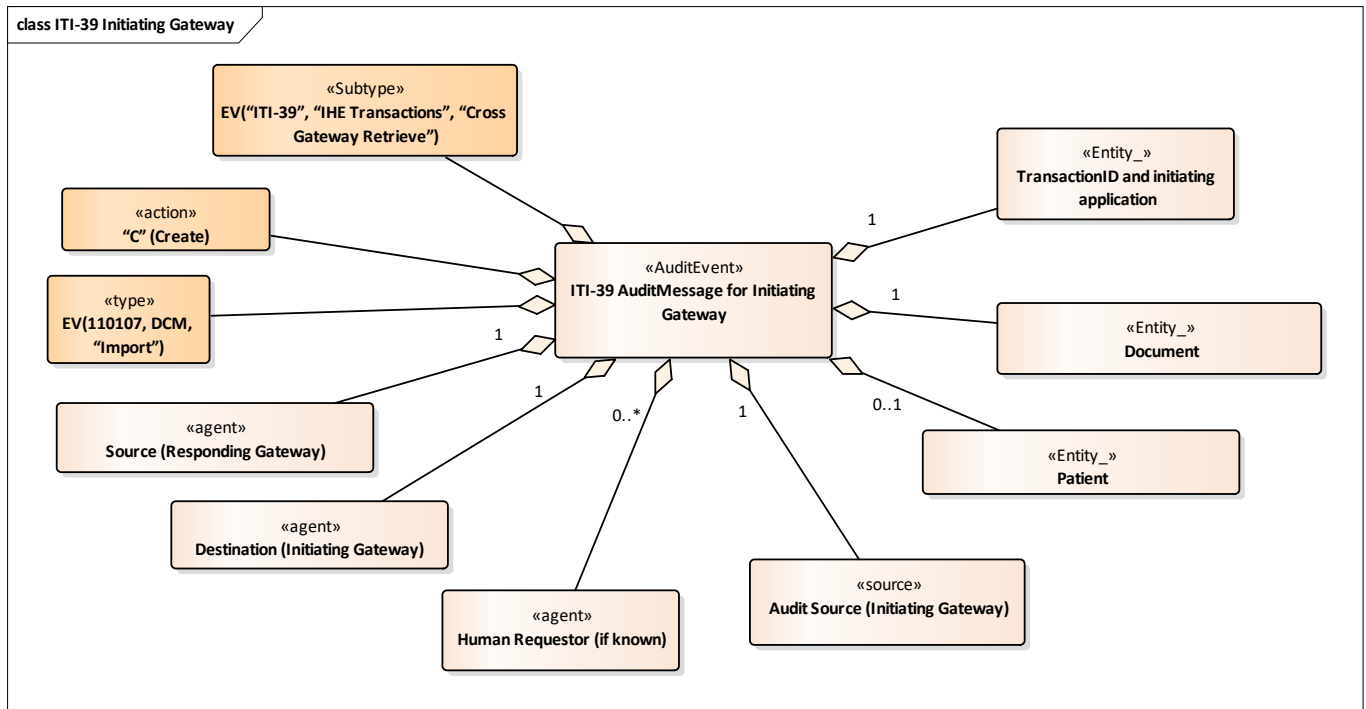 class ITI-39 Initiating Gateway
«Subtype»
EV(“ITI-39”, “IHE Transactions”, “Cross
Gateway Retrieve”)
«action»
“C” (Create)
«type»
EV(110107, DCM,
“Import”)
1
«agent»
Source (Responding Gateway)
1
«agent»
Destination (Initiating Gateway)
0..*
«agent»
Human Requestor (if known)
«AuditEvent»
ITI-39 AuditMessage for Initiating
Gateway
1
«source»
Audit Source (Initiating Gateway)
1
«Entity_»
TransactionID and initiating
application
1
«Entity_»
Document
0..1
«Entity_»
Patient